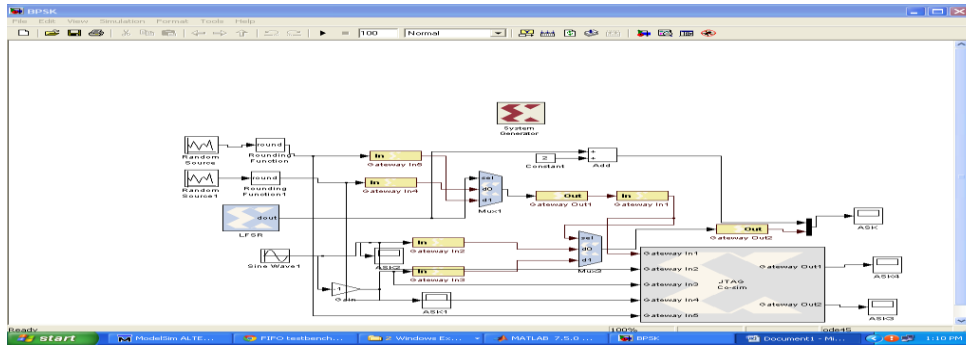 BPSK
File Edit View Simulation Format Tools Help
100 Normal
System Generator
Random Source
round
Rounding Function
In
Gateway In5
2
Constant
Add
Random Source1
round
Rounding Function1
In
Gateway In4
sel
d0
d1
Mux1
Out
Gateway Out1
In
Gateway In1
dout
LFSR
Out
Gateway Out2
ASK
Sine Wave1
ASK2
In
Gateway In2
sel
d0
d1
Mux3
In
Gateway In3
-1
Gain
ASK1
Gateway In1
Gateway In2
Gateway In3
Gateway In4
Gateway In5
JTAG Co-sim
Gateway Out1
Gateway Out2
ASK4
ASK3
Ready 100% ode45
start ModelSim ALTE... FIFO testbench... 2 Windows Ex... MATLAB 7.5.0 ... BPSK Document1 - Mi... 1:10 PM